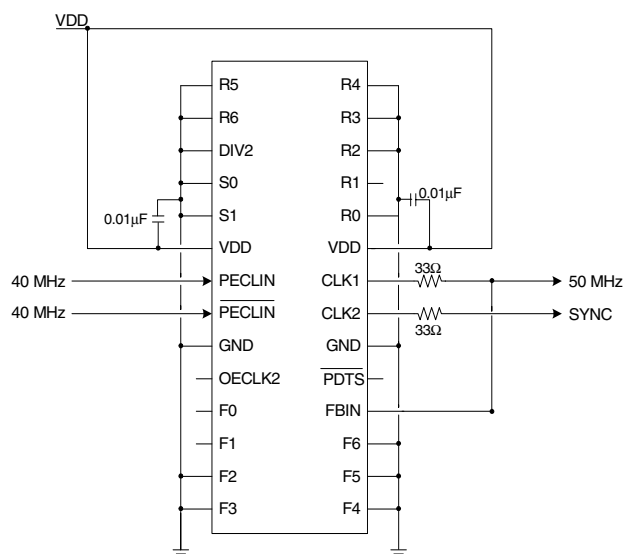 VDD
R5 R4
R6 R3
DIV2 R2
S0 R1
0.01µF S1 R0 0.01µF
VDD VDD
40 MHz PECLIN CLK1 33Ω 50 MHz
40 MHz PECLIN CLK2 33Ω SYNC
GND GND
OECLK2 PDTS
F0 FBIN
F1 F6
F2 F5
F3 F4